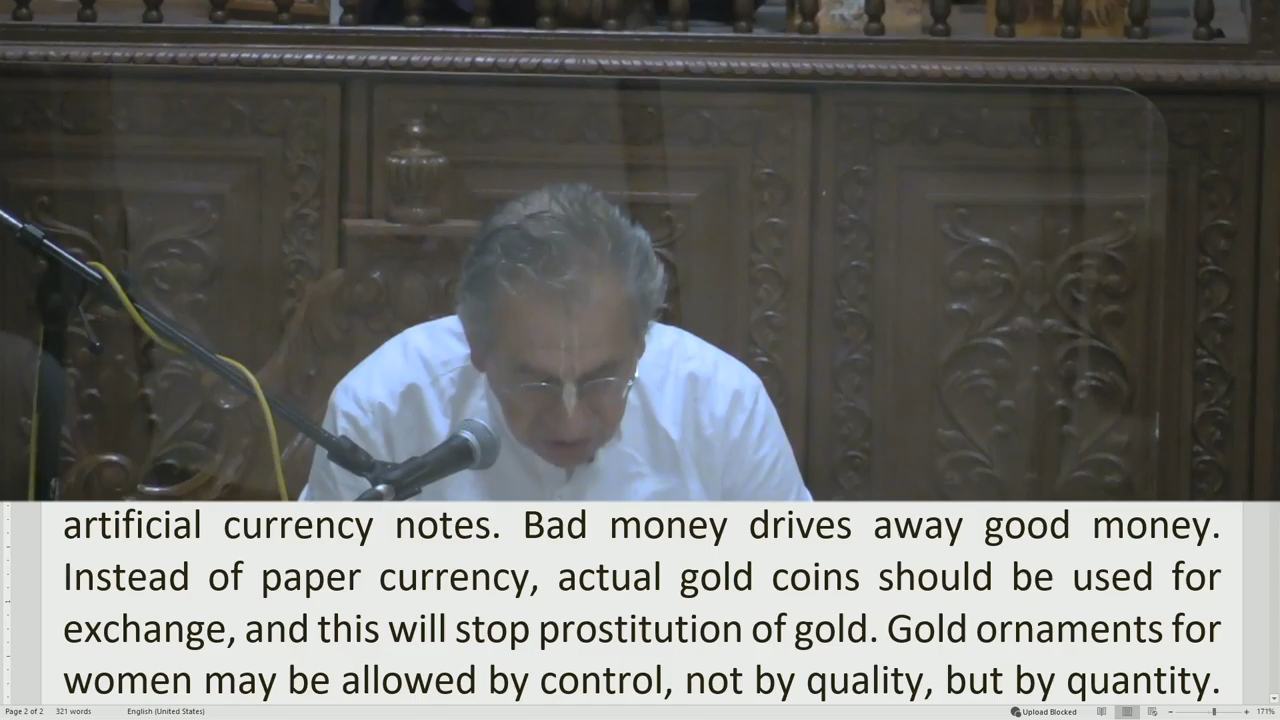 artificial currency notes. Bad money drives away good money.
Instead of paper currency, actual gold coins should be used for
exchange, and this will stop prostitution of gold. Gold ornaments for
women may be allowed by control, not by quality, but by quantity.
Page 2 of 2 321 words English (United States) Upload Blocked 171%